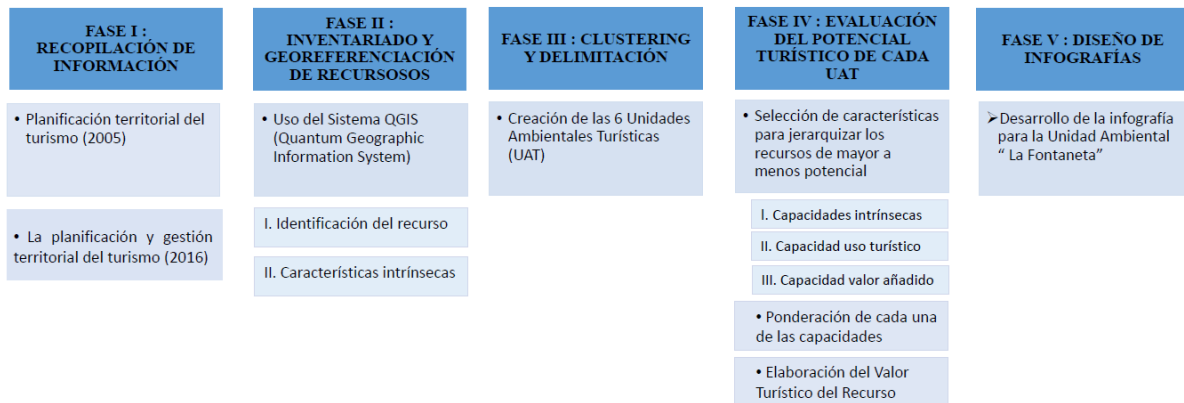 FASE I :
RECOPILACIÓN DE
INFORMACIÓN
• Planificación territorial del
turismo (2005)
• La planificación y gestión
territorial del turismo (2016)
FASE II :
INVENTARIADO Y
GEOREFERENCIACIÓN
DE RECURSOSOS
• Uso del Sistema QGIS
(Quantum Geographic
Information System)
I. Identificación del recurso
II. Características intrínsecas
FASE III : CLUSTERING
Y DELIMITACIÓN
• Creación de las 6 Unidades
Ambientales Turísticas
(UAT)
FASE IV : EVALUACIÓN
DEL POTENCIAL
TURÍSTICO DE CADA
UAT
• Selección de características
para jerarquizar los
recursos de mayor a
menos potencial
I. Capacidades intrínsecas
II. Capacidad uso turístico
III. Capacidad valor añadido
• Ponderación de cada una
de las capacidades
• Elaboración del Valor
Turístico del Recurso
FASE V : DISEÑO DE
INFOGRAFÍAS
➢Desarrollo de la infografía
para la Unidad Ambiental
“ La Fontaneta”